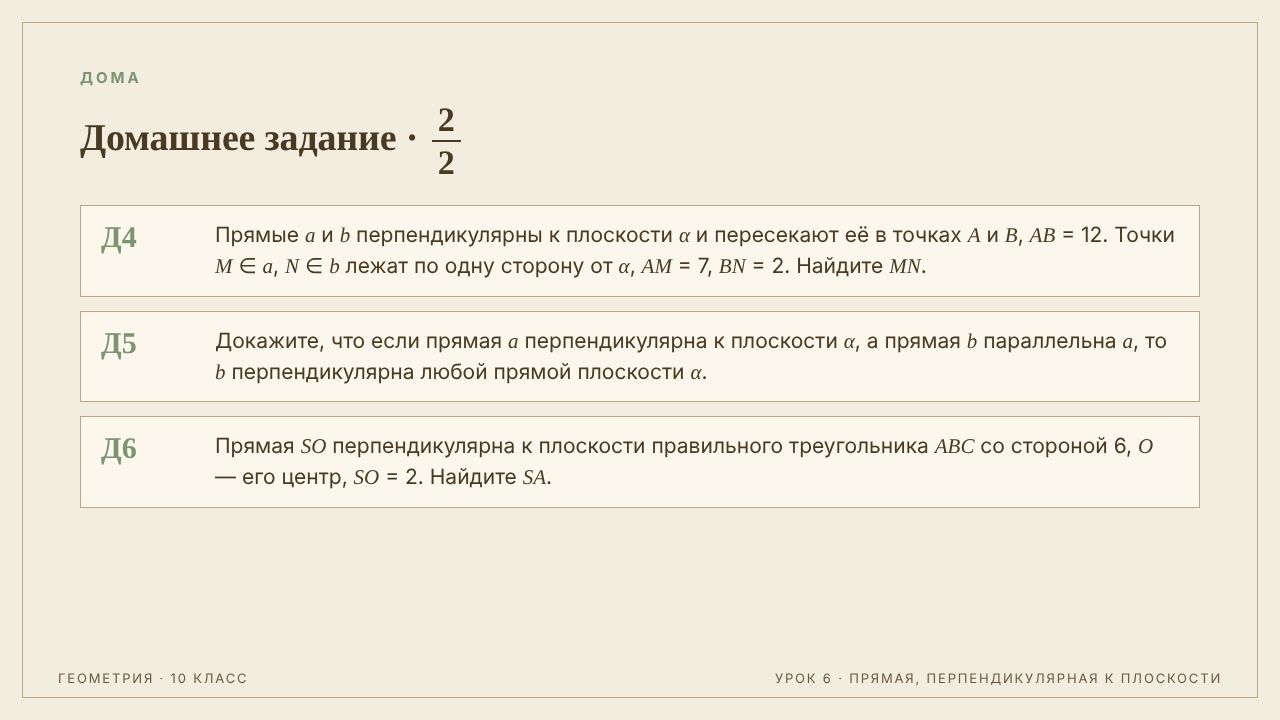 ДОМА
Домашнее задание · 2/2
Д4
Прямые a и b перпендикулярны к плоскости α и пересекают её в точках A и B, AB = 12. Точки
M ∈ a, N ∈ b лежат по одну сторону от α, AM = 7, BN = 2. Найдите MN.
Д5
Докажите, что если прямая a перпендикулярна к плоскости α, а прямая b параллельна a, то
b перпендикулярна любой прямой плоскости α.
Д6
Прямая SO перпендикулярна к плоскости правильного треугольника ABC со стороной 6, O
— его центр, SO = 2. Найдите SA.
ГЕОМЕТРИЯ · 10 КЛАСС
УРОК 6 · ПРЯМАЯ, ПЕРПЕНДИКУЛЯРНАЯ К ПЛОСКОСТИ